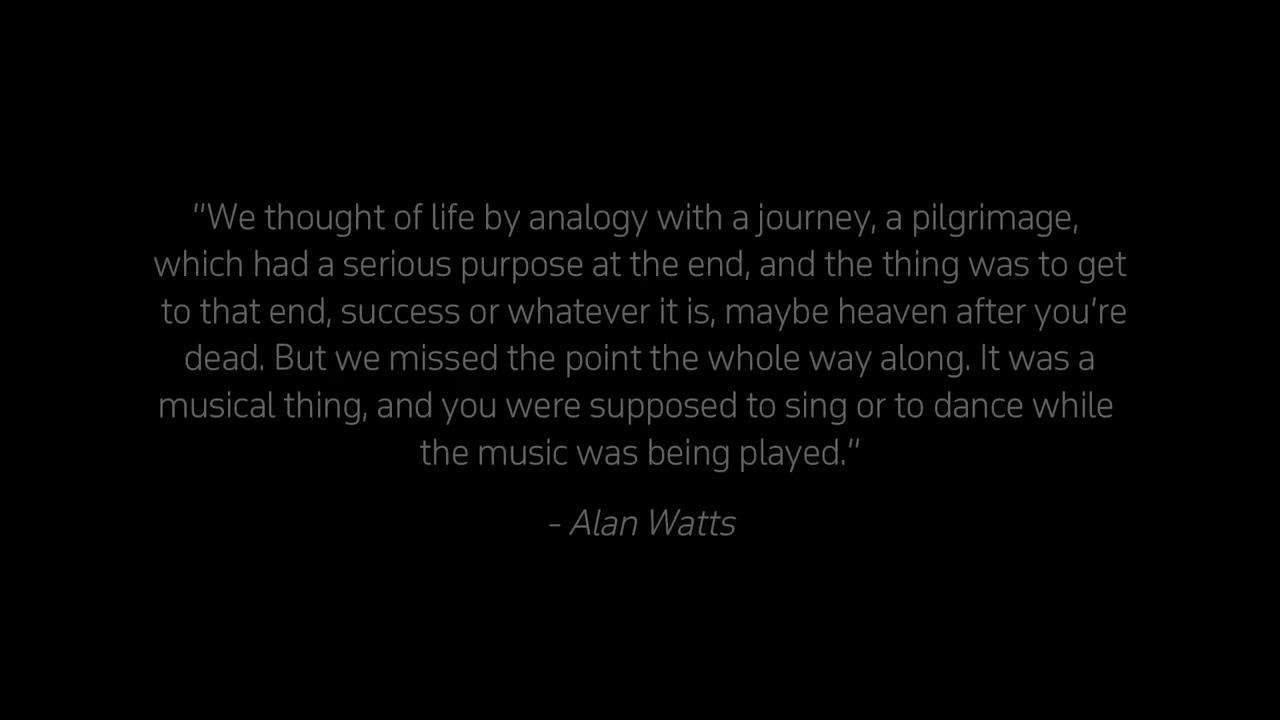 "We thought of life by analogy with a journey, a pilgrimage,
which had a serious purpose at the end, and the thing was to get
to that end, success or whatever it is, maybe heaven after you're
dead. But we missed the point the whole way along. It was a
musical thing, and you were supposed to sing or to dance while
the music was being played."
- Alan Watts